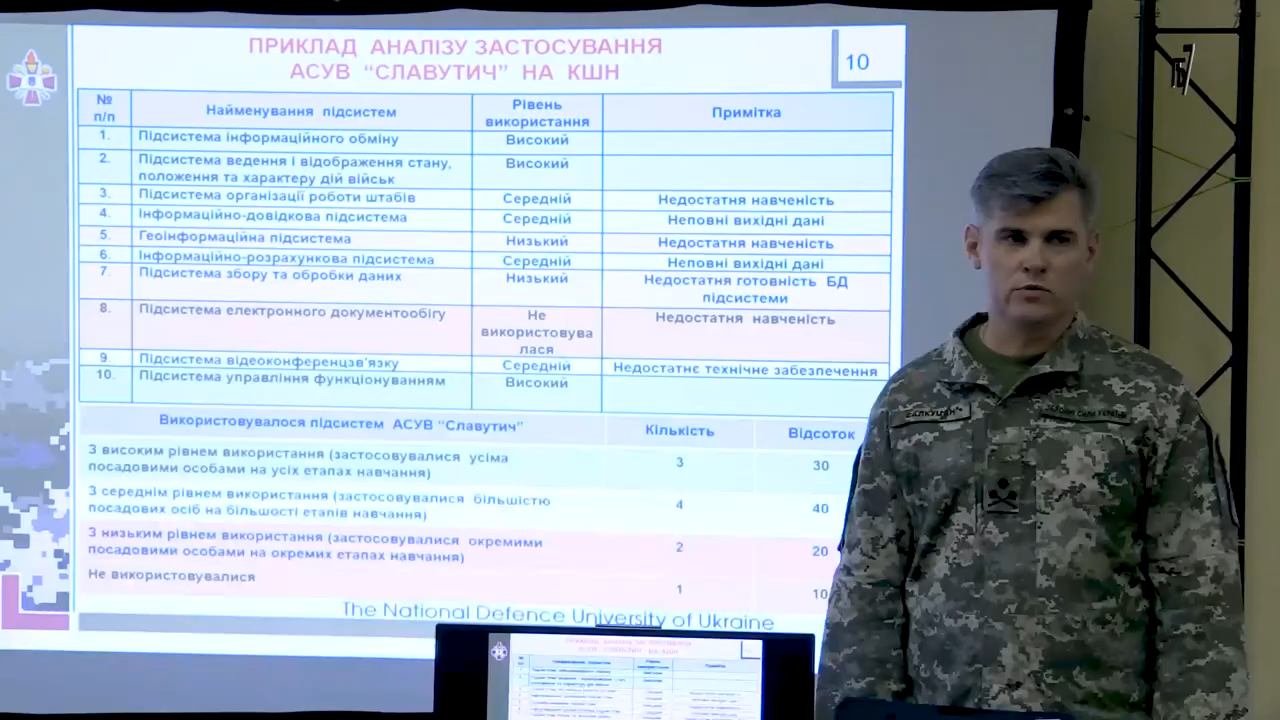 ПРИКЛАД АНАЛІЗУ ЗАСТОСУВАННЯ
АСУВ “СЛАВУТИЧ” НА КШН
10
№ п/п
Найменування підсистем
Рівень використання
Примітка
1. Підсистема інформаційного обміну Високий
2. Підсистема ведення і відображення стану, Високий
положення та характеру дій військ
3. Підсистема організації роботи штабів Середній Недостатня навченість
4. Інформаційно-довідкова підсистема Середній Неповні вихідні дані
5. Геоінформаційна підсистема Низький Недостатня навченість
6. Інформаційно-розрахункова підсистема Середній Неповні вихідні дані
7. Підсистема збору та обробки даних Низький Недостатня готовність БД
підсистеми
8. Підсистема електронного документообігу Не Недостатня навченість
використовува
лася
9 Підсистема відеоконференцзв'язку Середній Недостатнє технічне забезпечення
10. Підсистема управління функціонуванням Високий
Використовувалося підсистем АСУВ “Славутич” Кількість Відсоток
З високим рівнем використання (застосовувалися усіма 3 30
посадовими особами на усіх етапах навчання)
З середнім рівнем використання (застосовувалися більшістю 4 40
посадових осіб на більшості етапів навчання)
З низьким рівнем використання (застосовувалися окремими 2 20
посадовими особами на окремих етапах навчання)
Не використовувалися 1 10
The National Defence University of Ukraine